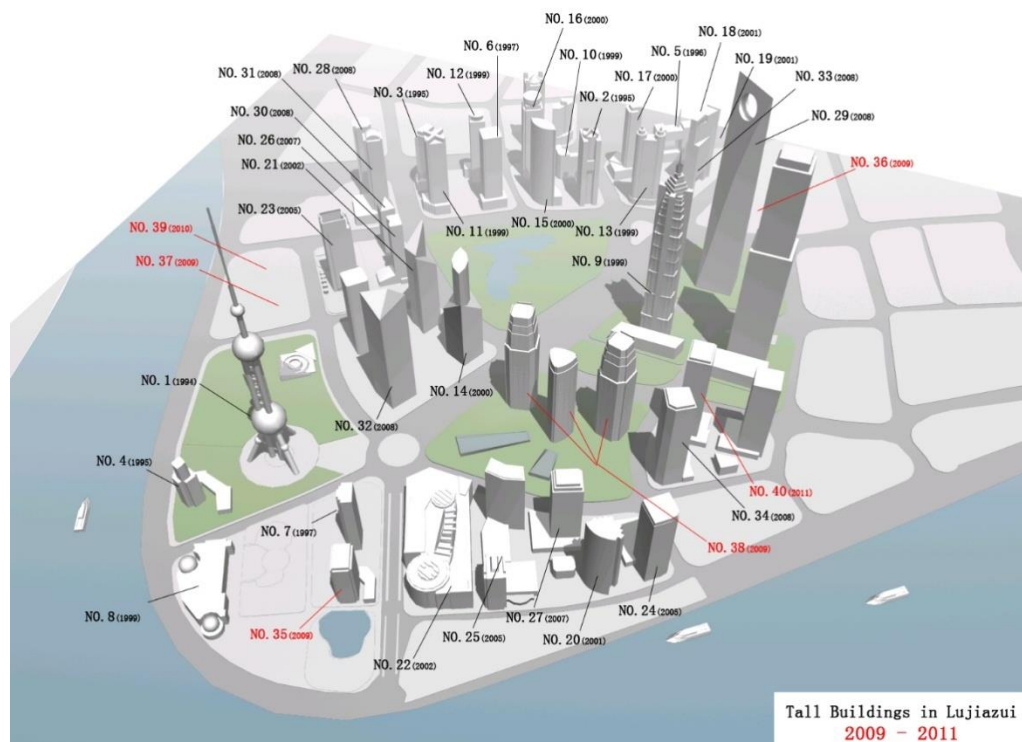 NO. 16(2000)
NO. 6(1997)
NO. 18(2001)
NO. 10(1999)
NO. 5(1996)
NO. 28(2008)
NO. 12(1999)
NO. 19(2001)
NO. 31(2008)
NO. 3(1995)
NO. 2(1995)
NO. 17(2000)
NO. 33(2008)
NO. 30(2008)
NO. 29(2008)
NO. 26(2007)
NO. 21(2002)
NO. 36(2009)
NO. 23(2005)
NO. 15(2000)
NO. 39(2010)
NO. 11(1999)
NO. 13(1999)
NO. 37(2009)
NO. 9(1999)
NO. 1(1994)
NO. 14(2000)
NO. 32(2008)
NO. 4(1995)
NO. 40(2011)
NO. 34(2008)
NO. 7(1997)
NO. 38(2009)
NO. 8(1999)
NO. 27(2007)
NO. 24(2005)
NO. 35(2009)
NO. 25(2005)
NO. 20(2001)
NO. 22(2002)
Tall Buildings in Lujiazui
2009 - 2011